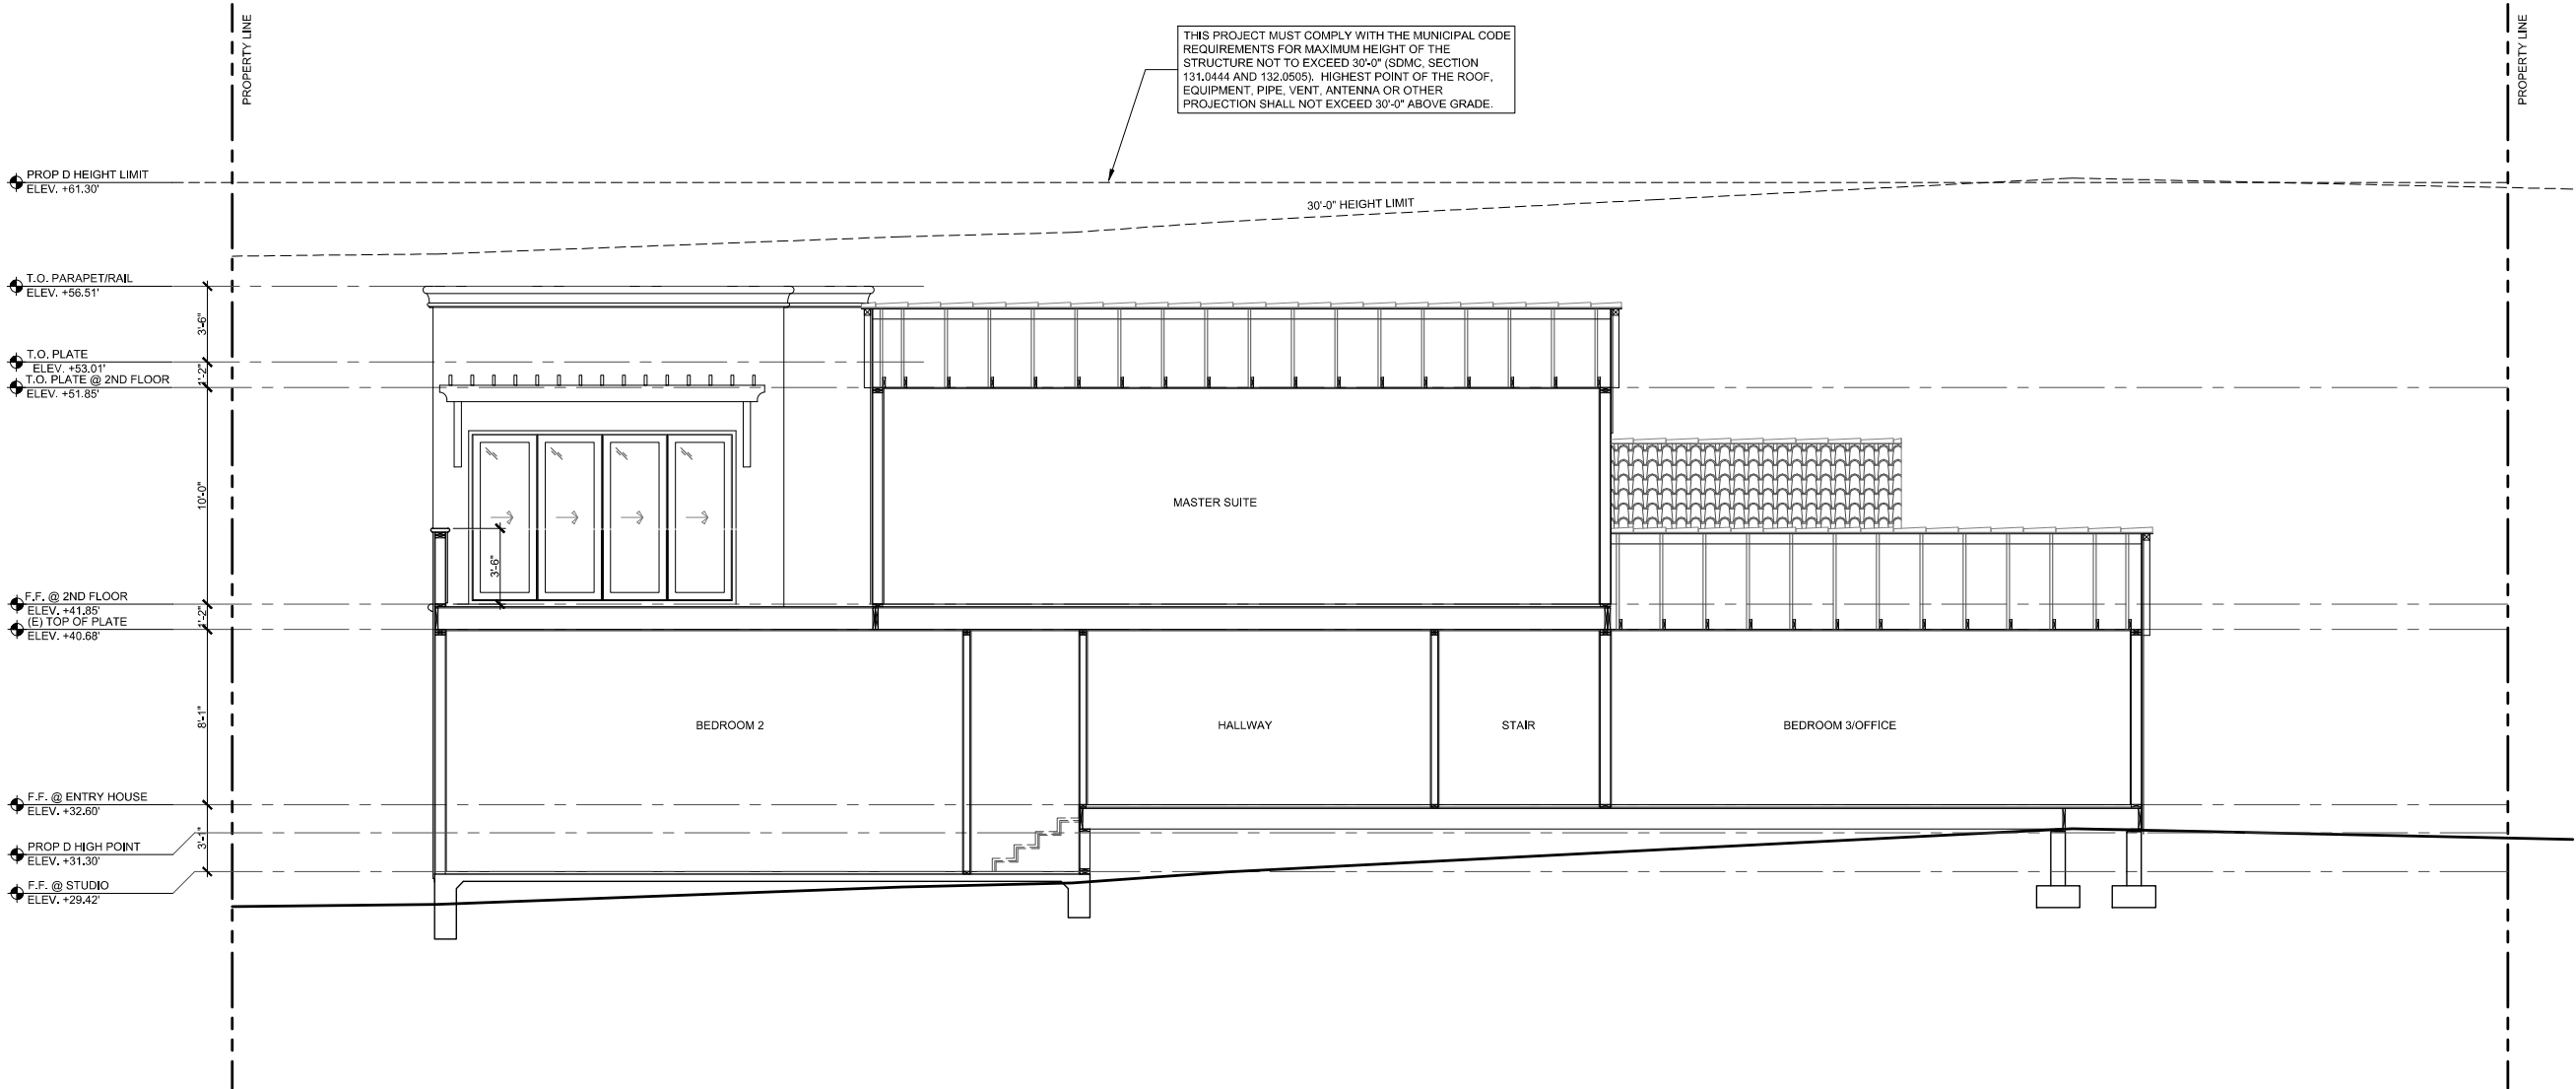 PROPERTY LINE
PROPERTY LINE
THIS PROJECT MUST COMPLY WITH THE MUNICIPAL CODE
REQUIREMENTS FOR MAXIMUM HEIGHT OF THE
STRUCTURE NOT TO EXCEED 30'-0" (SDMC, SECTION
131.0444 AND 132.0505).  HIGHEST POINT OF THE ROOF,
EQUIPMENT, PIPE, VENT, ANTENNA OR OTHER
PROJECTION SHALL NOT EXCEED 30'-0" ABOVE GRADE.
PROP D HEIGHT LIMIT
ELEV. +61.30'
30'-0" HEIGHT LIMIT
T.O. PARAPET/RAIL
ELEV. +56.51'
3'-6"
T.O. PLATE
ELEV. +53.01'
1'-2"
T.O. PLATE @ 2ND FLOOR
ELEV. +51.85'
10'-0"
MASTER SUITE
3'-6"
F.F. @ 2ND FLOOR
ELEV. +41.85'
1'-2"
(E) TOP OF PLATE
ELEV. +40.68'
8'-1"
BEDROOM 2
HALLWAY
STAIR
BEDROOM 3/OFFICE
F.F. @ ENTRY HOUSE
ELEV. +32.60'
3'-1"
PROP D HIGH POINT
ELEV. +31.30'
F.F. @ STUDIO
ELEV. +29.42'